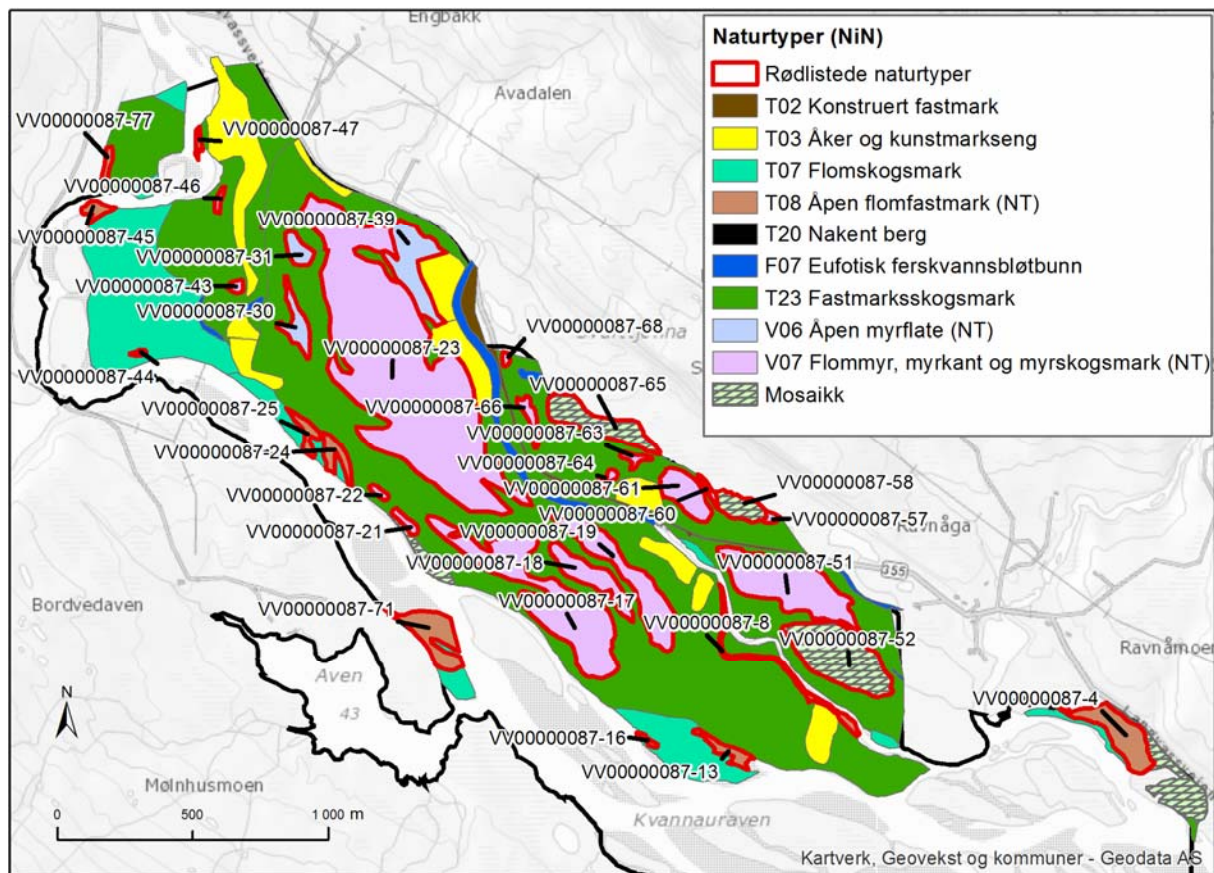 Engbakk
Avadalen
VV00000087-77
VV00000087-47
VV00000087-46
VV00000087-39
VV00000087-45
VV00000087-31
VV00000087-43
VV00000087-30
VV00000087-68
VV00000087-23
VV00000087-65
VV00000087-44
VV00000087-66
VV00000087-25
VV00000087-63
VV00000087-24
VV00000087-64
VV00000087-58
VV00000087-61
VV00000087-22
VV00000087-60
VV00000087-57
Ravnåga
VV00000087-21
VV00000087-19
VV00000087-18
VV00000087-51
355
VV00000087-17
Bordvedaven
VV00000087-71
VV00000087-8
VV00000087-52
Ravnåmoen
Aven
43
VV00000087-4
N
VV00000087-16
VV00000087-13
Mølnhusmoen
Kvannauraven
0 500 1 000 m
Kartverk, Geovekst og kommuner - Geodata AS
Naturtyper (NiN)
Rødlistede naturtyper
T02 Konstruert fastmark
T03 Åker og kunstmarkseng
T07 Flomskogsmark
T08 Åpen flomfastmark (NT)
T20 Nakent berg
F07 Eufotisk ferskvannsbløtbunn
T23 Fastmarksskogsmark
V06 Åpen myrflate (NT)
V07 Flommyr, myrkant og myrskogsmark (NT)
Mosaikk